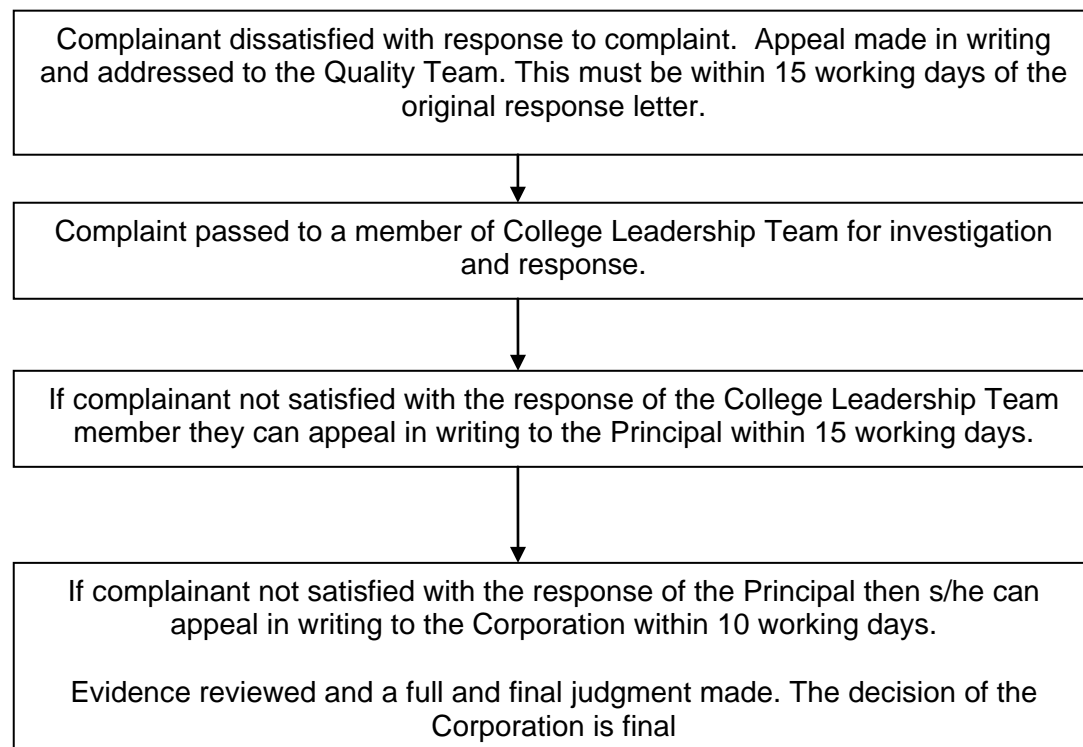 Complainant dissatisfied with response to complaint.  Appeal made in writing
and addressed to the Quality Team. This must be within 15 working days of the
original response letter.
Complaint passed to a member of College Leadership Team for investigation
and response.
If complainant not satisfied with the response of the College Leadership Team
member they can appeal in writing to the Principal within 15 working days.
If complainant not satisfied with the response of the Principal then s/he can
appeal in writing to the Corporation within 10 working days.
Evidence reviewed and a full and final judgment made. The decision of the
Corporation is final